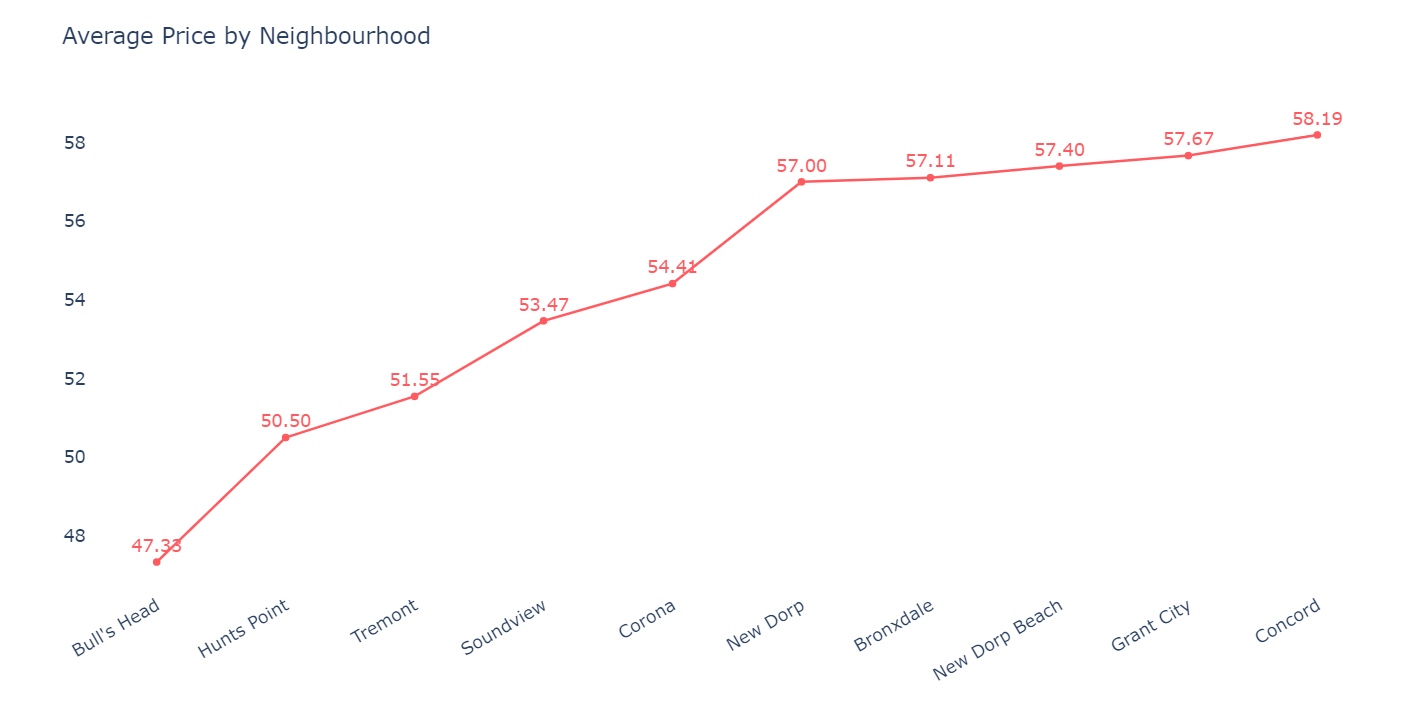 Average Price by Neighbourhood
58.19
57.67
57.40
57.11
57.00
54.41
53.47
51.55
50.50
47.33
58
56
54
52
50
48
Bull's Head
Hunts Point
Tremont
Soundview
Corona
New Dorp
Bronxdale
New Dorp Beach
Grant City
Concord